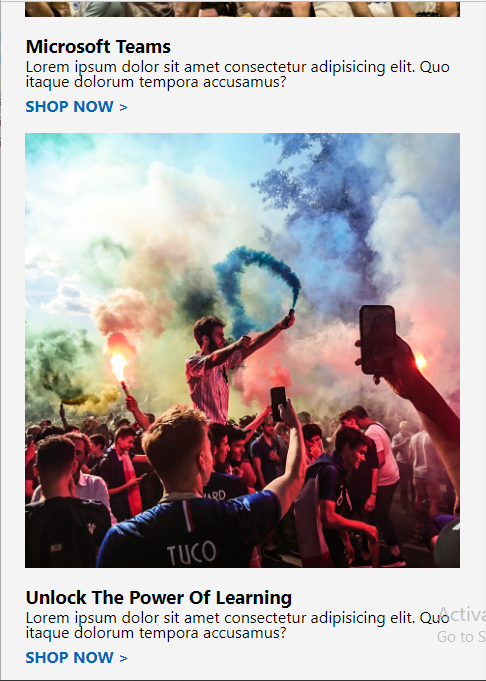 Microsoft Teams
Lorem ipsum dolor sit amet consectetur adipisicing elit. Quo
itaque dolorum tempora accusamus?
SHOP NOW >
TUCO
Unlock The Power Of Learning
Lorem ipsum dolor sit amet consectetur adipisicing elit. Quo
itaque dolorum tempora accusamus?
SHOP NOW >
Activa
Go to S